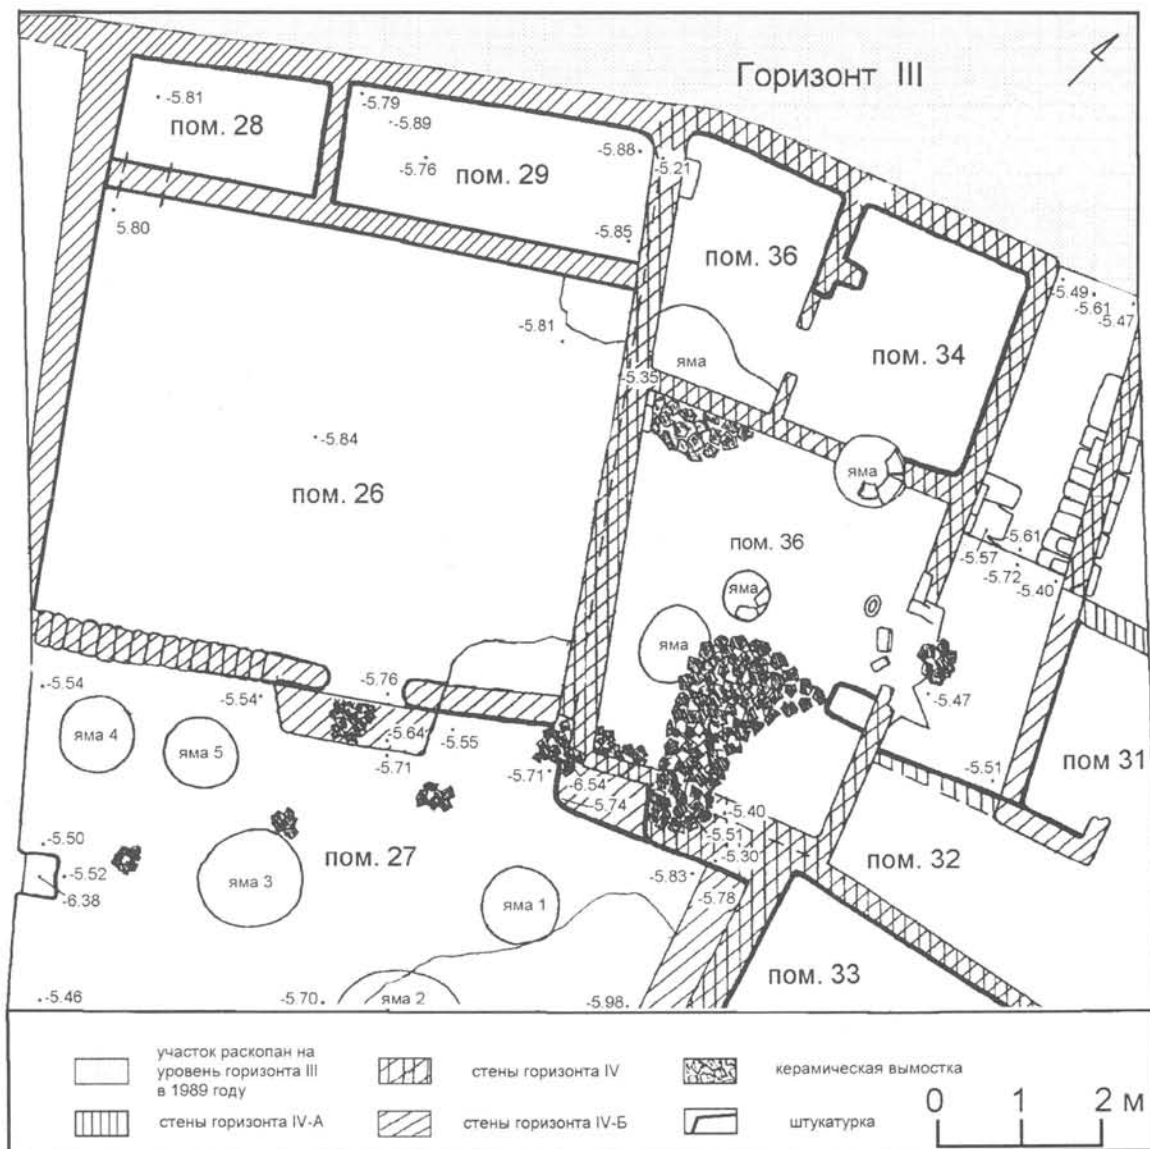 Горизонт III
-5.81
пом. 28
-5.79
-5.89
-5.76
пом. 29
-5.88
-5.21
-5.85
5.80
пом. 36
-5.49
-5.61
-5.47
-5.81
яма
пом. 34
-5.35
-5.84
пом. 26
яма
пом. 36
-5.61
-5.57
-5.72
-5.40
яма
яма
-5.54
-5.54
-5.76
-5.64
-5.55
-5.71
-5.47
яма 4
яма 5
-5.71
-6.54
-5.74
-5.51
пом. 31
-5.40
-5.51
-5.30
пом. 32
-5.50
-5.52
-6.38
яма 3
пом. 27
яма 1
-5.83
-5.78
пом. 33
-5.46
-5.70
яма 2
-5.98
участок раскопан на
уровень горизонта III
в 1989 году
стены горизонта IV
керамическая вымостка
стены горизонта IV-А
стены горизонта IV-Б
штукатурка
0 1 2 м